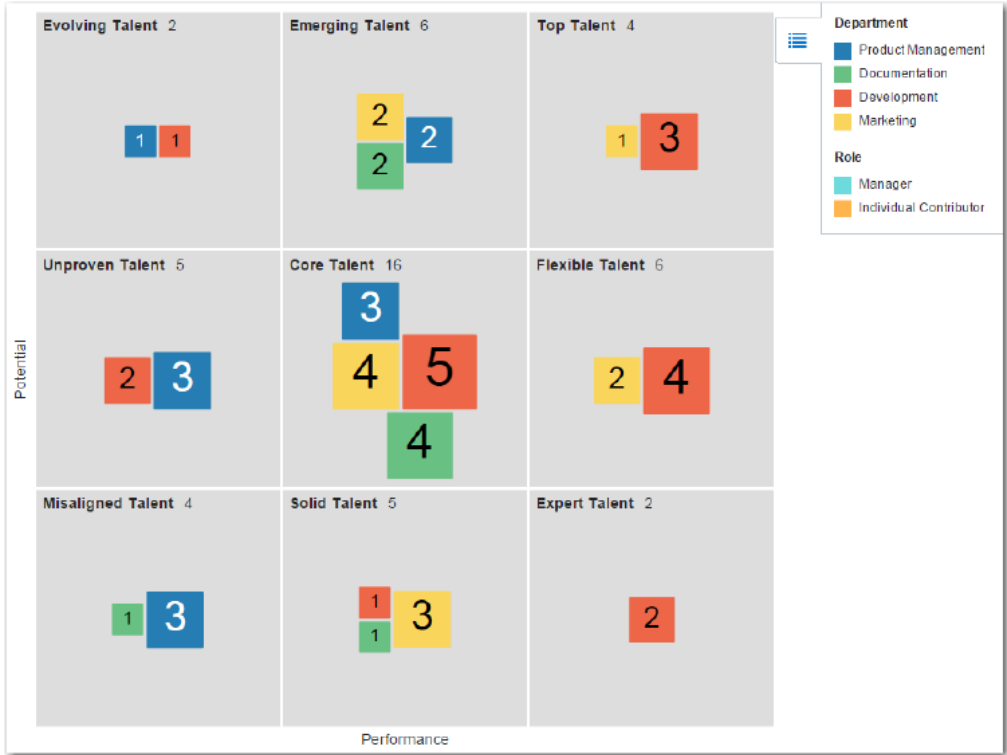 Evolving Talent 2
1 1
Emerging Talent 6
2
2
2
Top Talent 4
1 3
Unproven Talent 5
2 3
Core Talent 16
3
4 5
4
Flexible Talent 6
2 4
Misaligned Talent 4
1 3
Solid Talent 5
1
1
3
Expert Talent 2
2
Potential
Performance
Department
Product Management
Documentation
Development
Marketing
Role
Manager
Individual Contributor